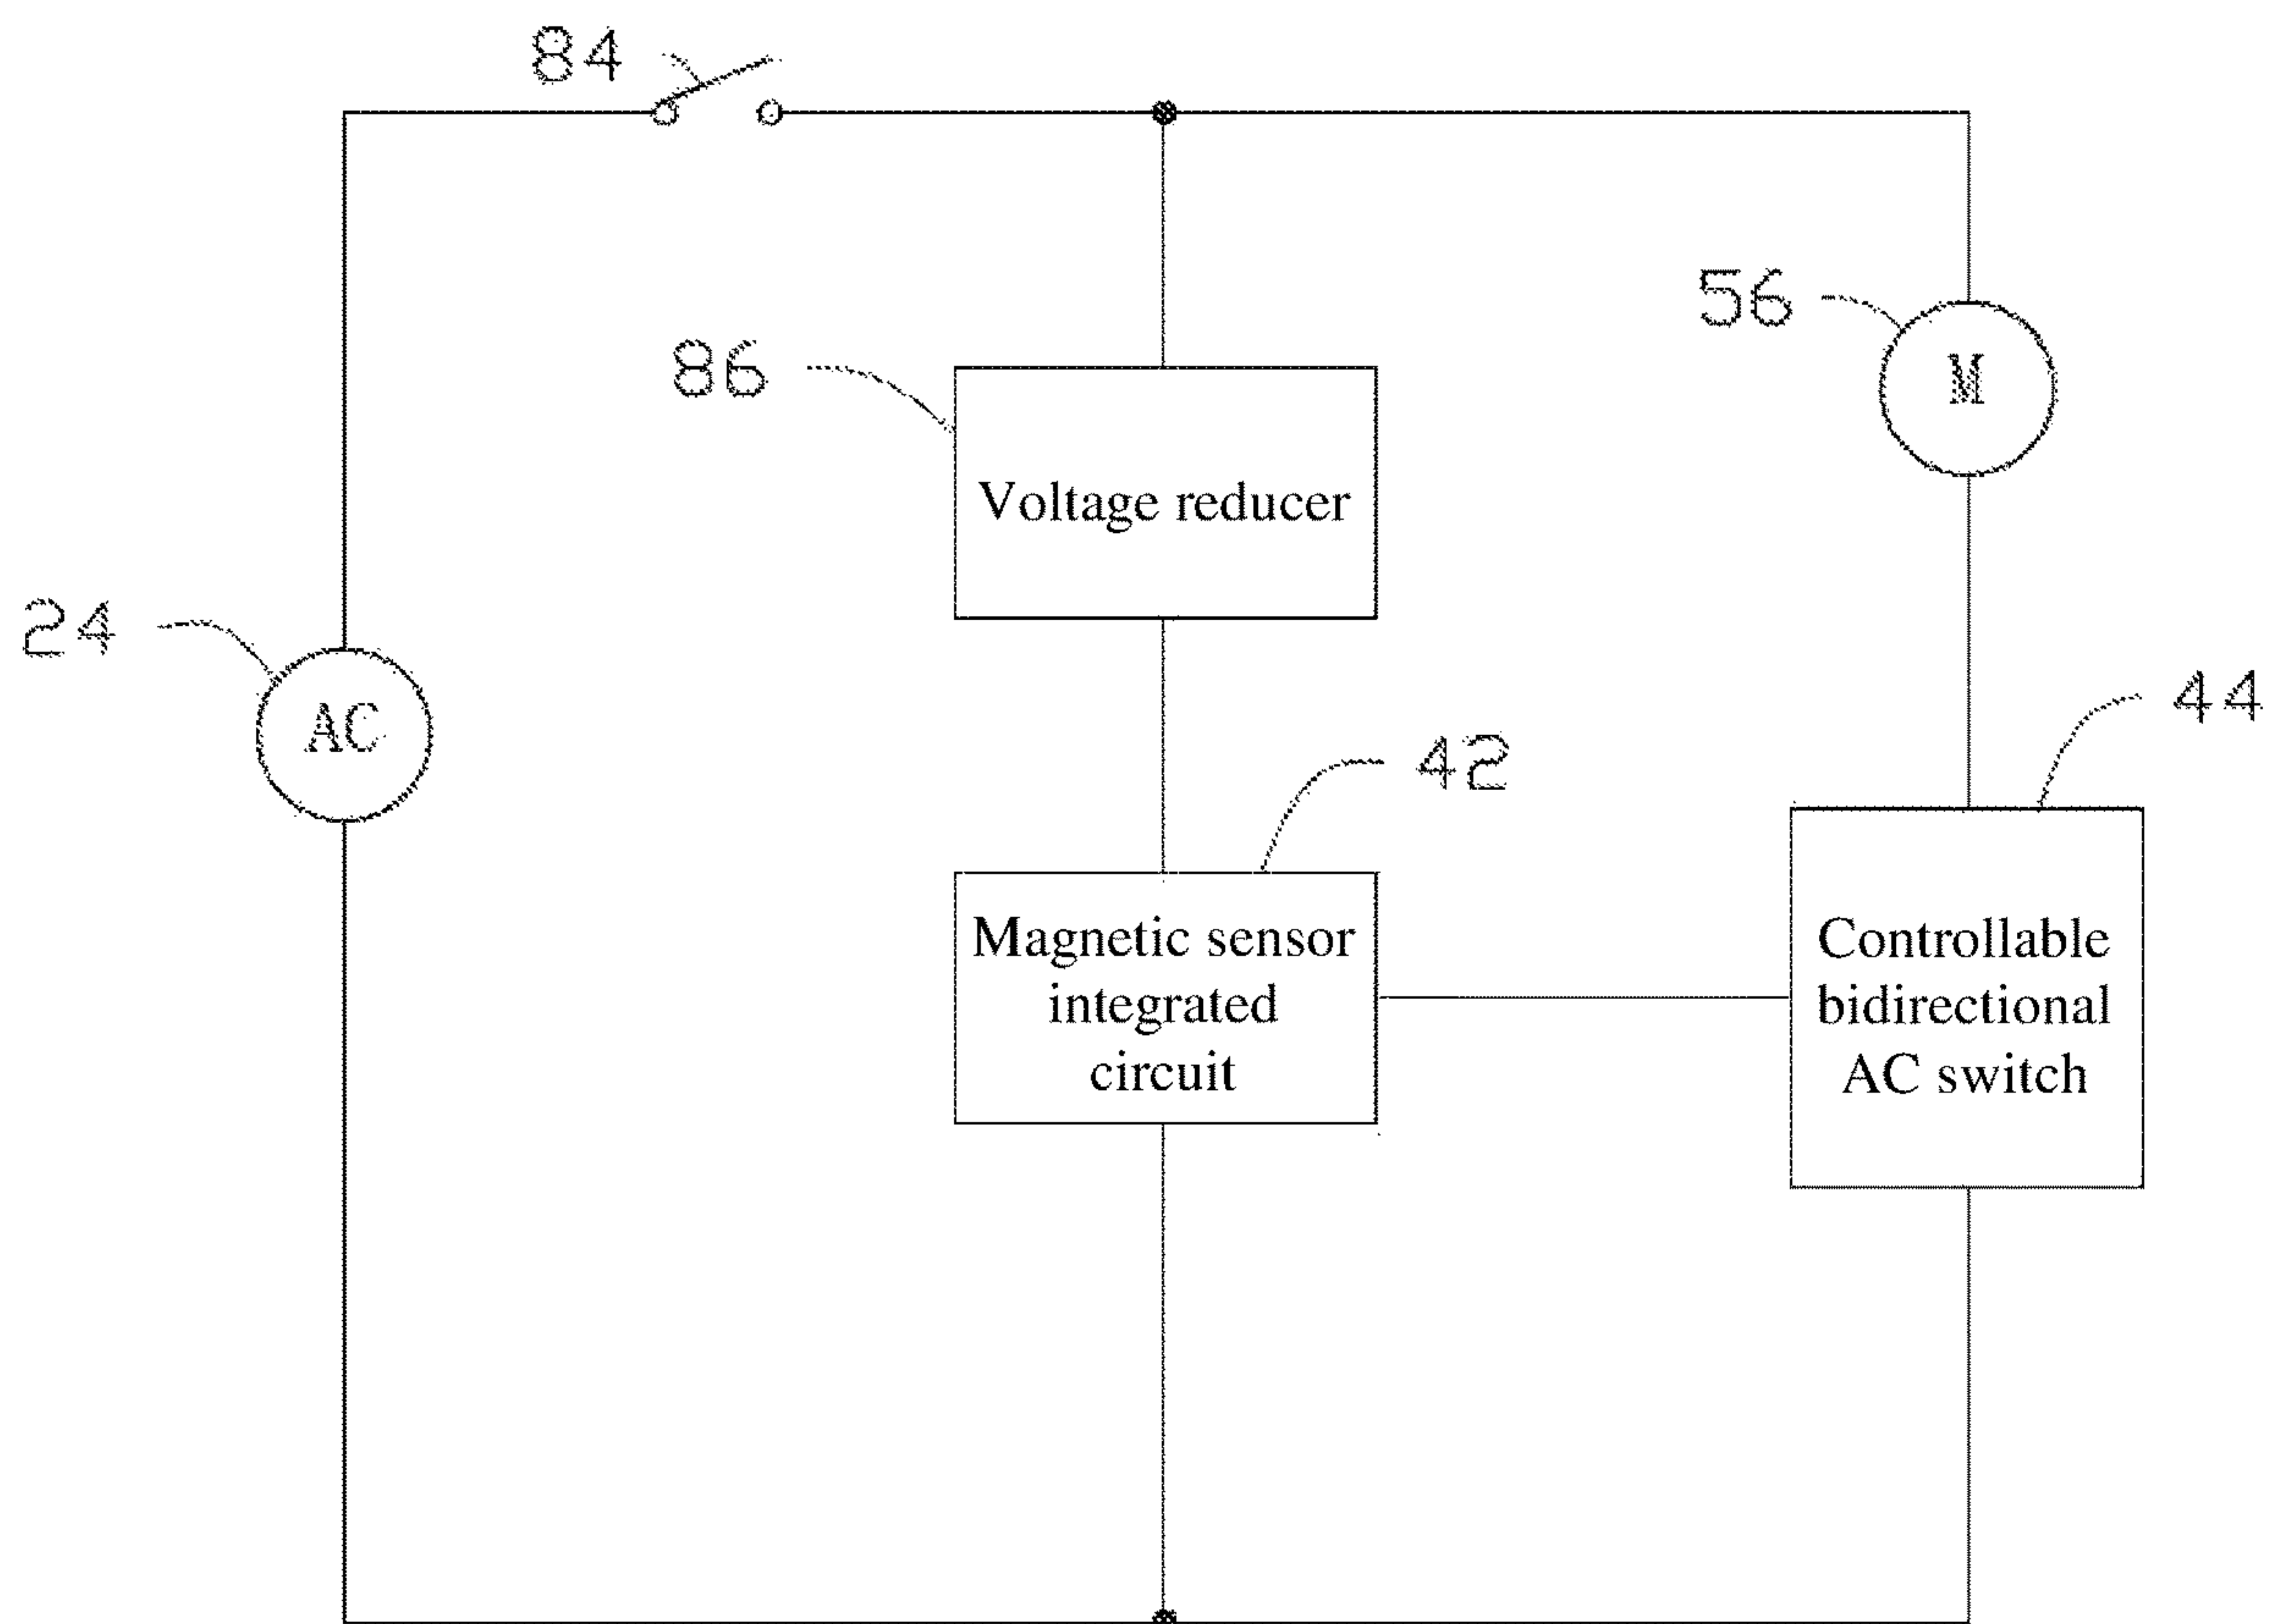 84
56
86
M
Voltage reducer
24
44
AC
42
Magnetic sensor
integrated
circuit
Controllable
bidirectional
AC switch